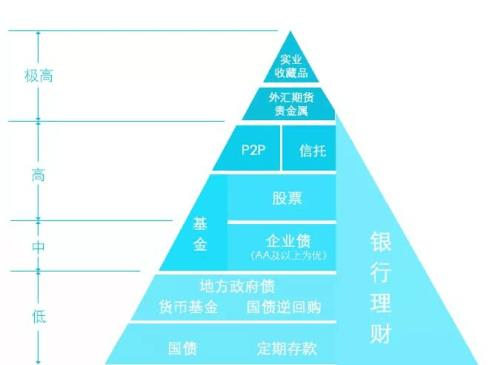 实业
收藏品
极高
外汇期货
贵金属
P2P 信托
高
股票
基金
中
企业债
(AA及以上为优)
银行理财
地方政府债
货币基金 国债逆回购
低
国债 定期存款